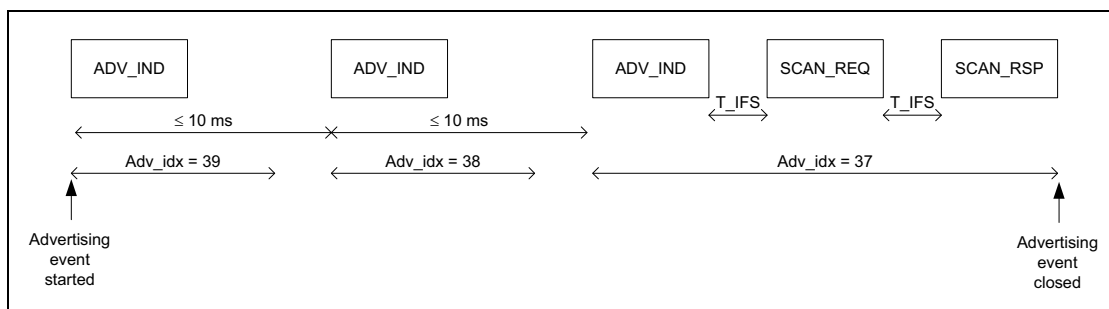 ADV_IND
ADV_IND
ADV_IND
SCAN_REQ
SCAN_RSP
T_IFS
T_IFS
≤ 10 ms
≤ 10 ms
Adv_idx = 39
Adv_idx = 38
Adv_idx = 37
Advertising
event
started
Advertising
event
closed